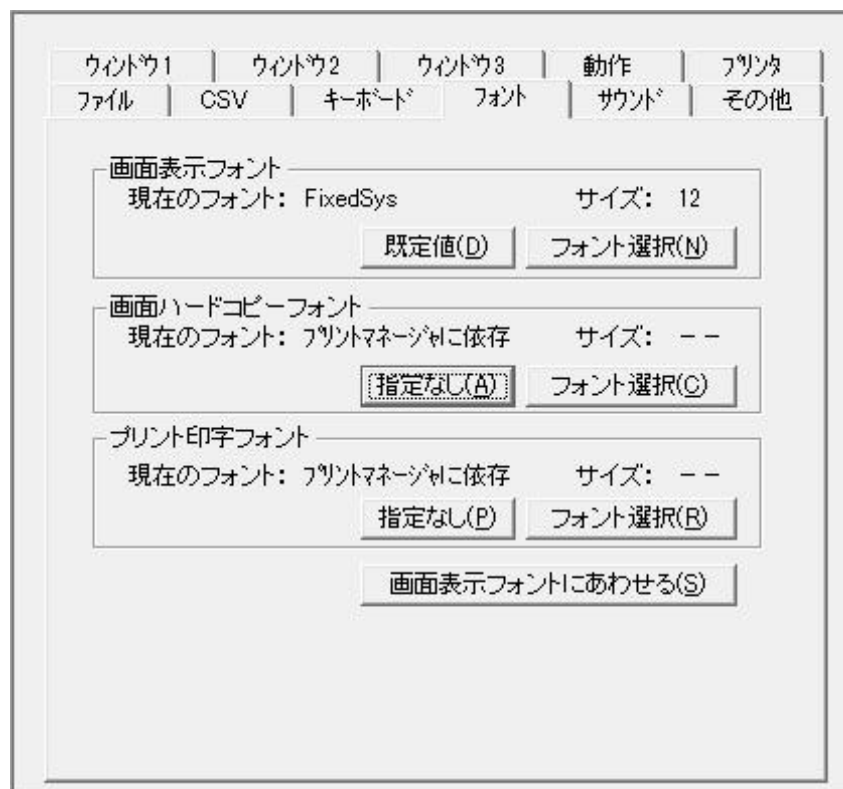 ｳｨﾝﾄﾞｳ1 ｳｨﾝﾄﾞｳ2 ｳｨﾝﾄﾞｳ3 動作 ﾌﾟﾘﾝﾀ
ﾌｧｲﾙ CSV ｷｰﾎﾞｰﾄﾞ ﾌｫﾝﾄ ｻｳﾝﾄﾞ その他
画面表示フォント
現在のフォント: FixedSys サイズ: 12
既定値(D) フォント選択(N)
画面ハードコピーフォント
現在のフォント: ﾌﾟﾘﾝﾄﾏﾈｰｼﾞｬに依存 サイズ: －－
指定なし(A) フォント選択(C)
プリント印字フォント
現在のフォント: ﾌﾟﾘﾝﾄﾏﾈｰｼﾞｬに依存 サイズ: －－
指定なし(P) フォント選択(R)
画面表示フォントにあわせる(S)